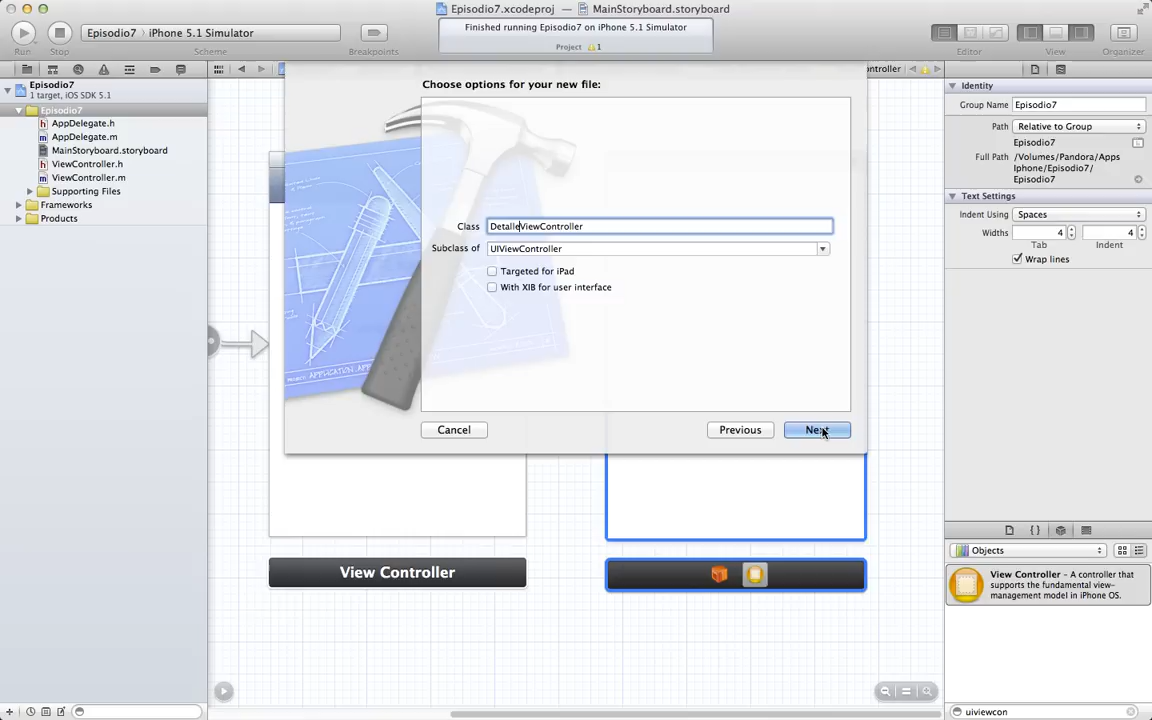 Episodio7.xcodeproj — MainStoryboard.storyboard
Finished running Episodio7 on iPhone 5.1 Simulator
Project 1
Episodio7 〉 iPhone 5.1 Simulator
Run Stop Scheme Breakpoints Editor View Organizer
ontroller
Episodio7
1 target, iOS SDK 5.1
Episodio7
AppDelegate.h
AppDelegate.m
MainStoryboard.storyboard
ViewController.h
ViewController.m
Supporting Files
Frameworks
Products
Choose options for your new file:
Class DetalleViewController
Subclass of UIViewController
Targeted for iPad
With XIB for user interface
Cancel Previous Next
View Controller
Identity
Group Name Episodio7
Path Relative to Group
Episodio7
Full Path /Volumes/Pandora/Apps
Iphone/Episodio7/
Episodio7
Text Settings
Indent Using Spaces
Widths 4 4
Tab Indent
Wrap lines
Objects
View Controller - A controller that
supports the fundamental view-
management model in iPhone OS.
uiviewcon